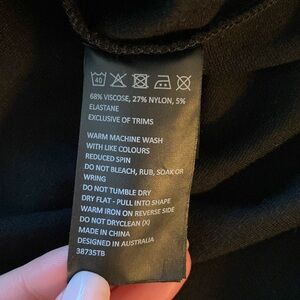 40
68% VISCOSE, 27% NYLON, 5%
ELASTANE
EXCLUSIVE OF TRIMS
WARM MACHINE WASH
WITH LIKE COLOURS
REDUCED SPIN
DO NOT BLEACH, RUB, SOAK OR
WRING
DO NOT TUMBLE DRY
DRY FLAT - PULL INTO SHAPE
WARM IRON ON REVERSE SIDE
DO NOT DRYCLEAN (X)
MADE IN CHINA
DESIGNED IN AUSTRALIA
38735TB